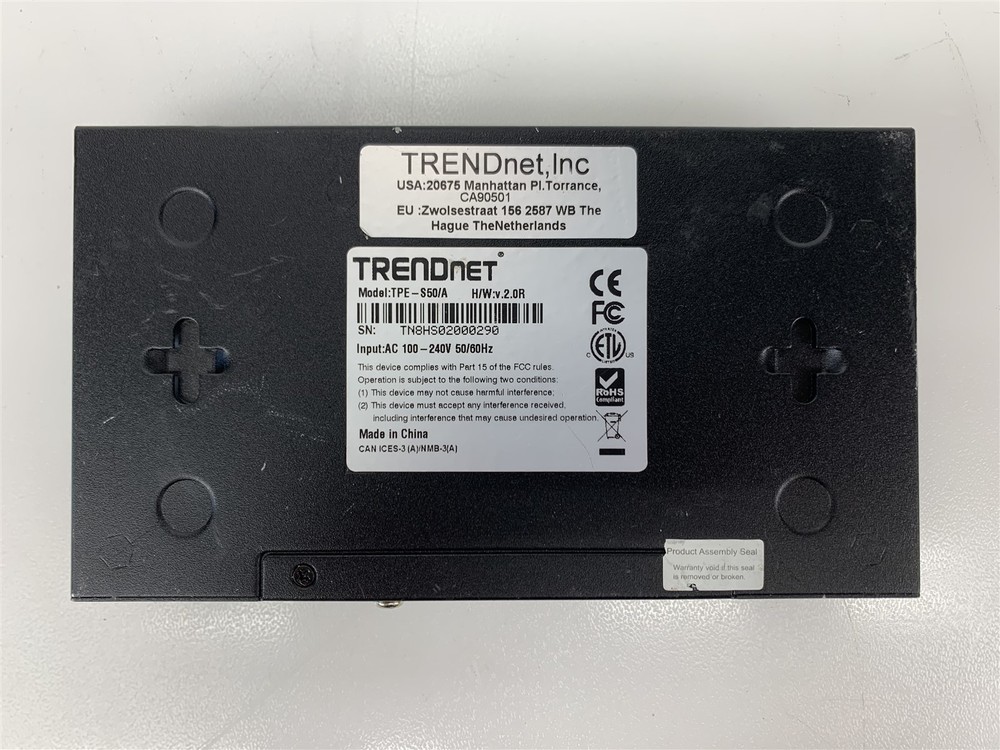 TRENDnet,Inc
USA:20675 Manhattan Pl.Torrance,
CA90501
EU :Zwolsestraat 156 2587 WB The
Hague TheNetherlands
TRENDNET®
Model:TPE-S50/A H/W:v.2.0R
SN: TN8HS02000290
Input:AC 100-240V 50/60Hz
This device complies with Part 15 of the FCC rules.
Operation is subject to the following two conditions:
(1) This device may not cause harmful interference;
(2) This device must accept any interference received,
including interference that may cause undesired operation.
Made in China
CAN ICES-3 (A)/NMB-3(A)
CE
FC
C ETL US
RoHS
Compliant
Product Assembly Seal
Warranty void if this seal
is removed or broken.